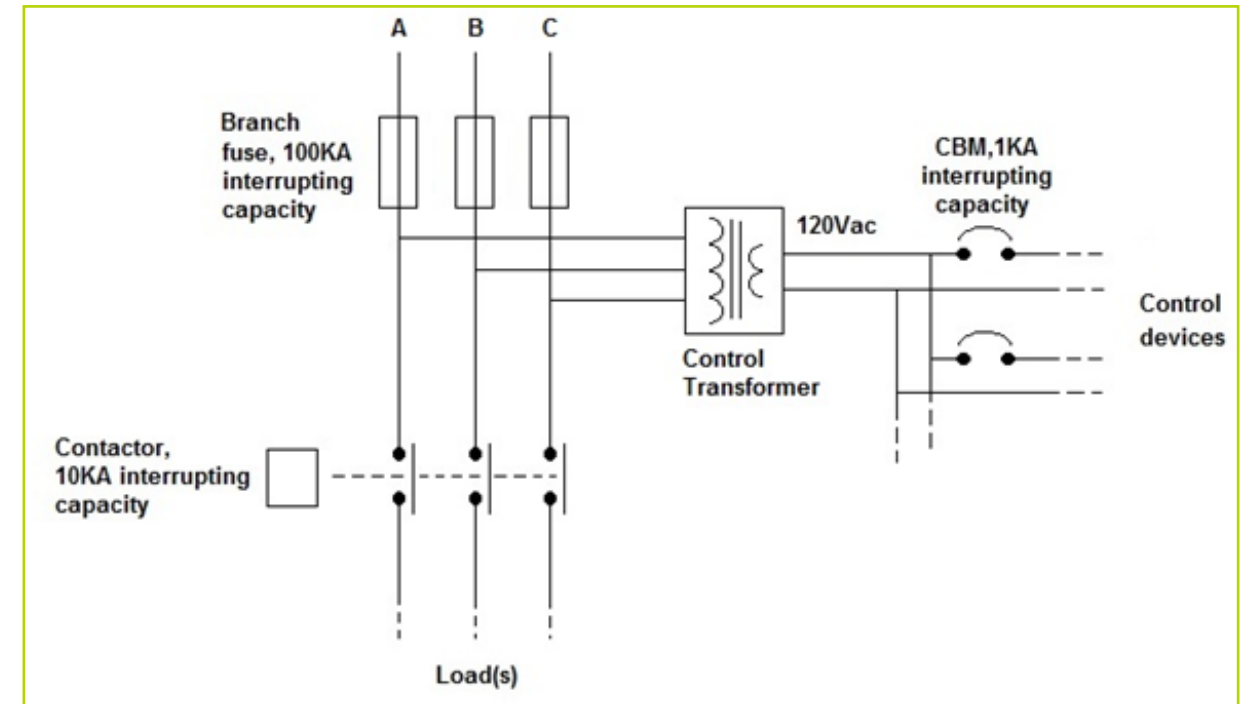 A B C
Branch
fuse, 100KA
interrupting
capacity
CBM,1KA
interrupting
capacity
120Vac
Control
devices
Control
Transformer
Contactor,
10KA interrupting
capacity
Load(s)